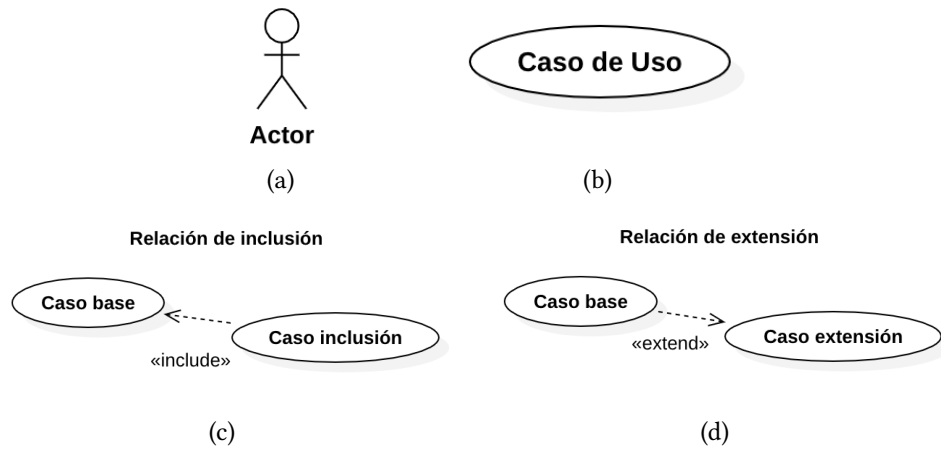 Actor
Caso de Uso
(a)
(b)
Relación de inclusión
Caso base
Caso inclusión
«include»
(c)
Relación de extensión
Caso base
Caso extensión
«extend»
(d)